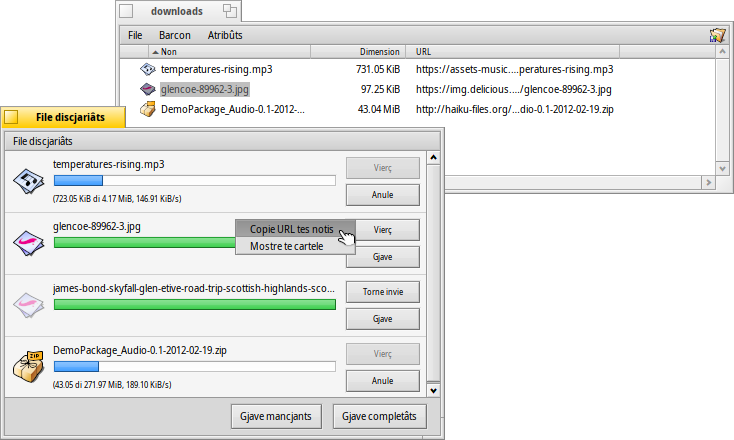 downloads
File Barcon Atribûts
Non Dimension URL
temperatures-rising.mp3 731.05 KiB https://assets-music....peratures-rising.mp3
glencoe-89962-3.jpg 97.25 KiB https://img.delicious..../glencoe-89962-3.jpg
DemoPackage_Audio-0.1-2012-... 43.04 MiB http://haiku-files.org/...dio-0.1-2012-02-19.zip
File discjariâts
File discjariâts
temperatures-rising.mp3
Vierç
(723.05 KiB di 4.17 MiB, 146.91 KiB/s)
Anule
glencoe-89962-3.jpg
Copie URL tes notis
Mostre te cartele
Vierç
Gjave
james-bond-skyfall-glen-etive-road-trip-scottish-highlands-sco...
Torne invie
Gjave
ZIP
DemoPackage_Audio-0.1-2012-02-19.zip
Vierç
(43.05 di 271.97 MiB, 189.10 KiB/s)
Anule
Gjave mancjants Gjave completâts